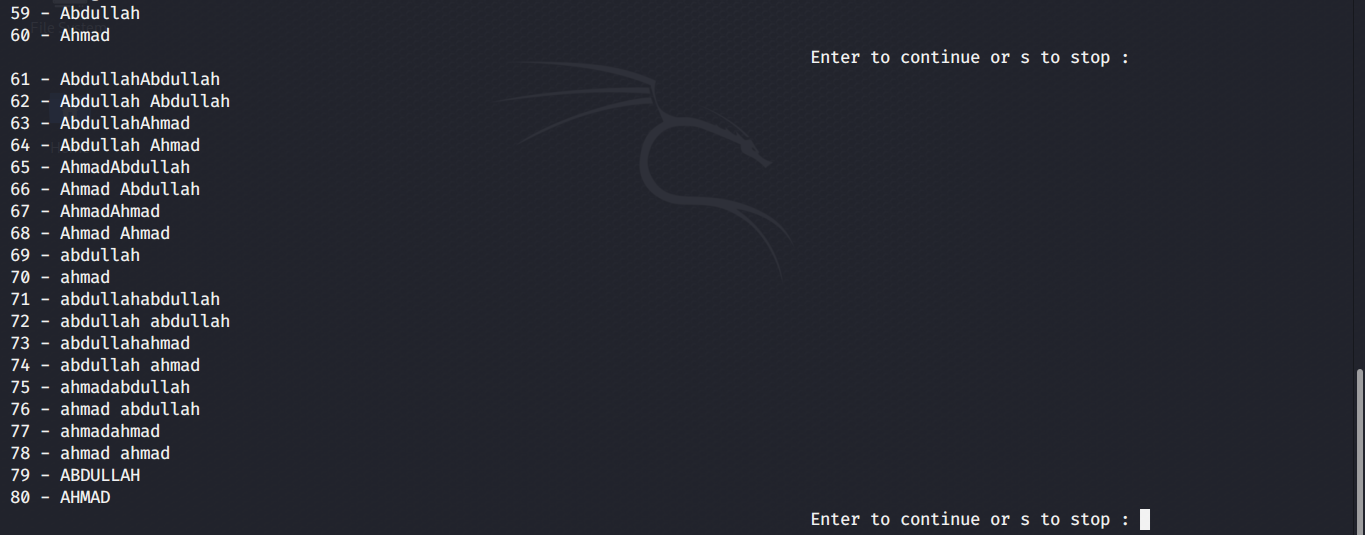 59 - Abdullah
60 - Ahmad
Enter to continue or s to stop :
61 - AbdullahAbdullah
62 - Abdullah Abdullah
63 - AbdullahAhmad
64 - Abdullah Ahmad
65 - AhmadAbdullah
66 - Ahmad Abdullah
67 - AhmadAhmad
68 - Ahmad Ahmad
69 - abdullah
70 - ahmad
71 - abdullahabdullah
72 - abdullah abdullah
73 - abdullahahmad
74 - abdullah ahmad
75 - ahmadabdullah
76 - ahmad abdullah
77 - ahmadahmad
78 - ahmad ahmad
79 - ABDULLAH
80 - AHMAD
Enter to continue or s to stop :